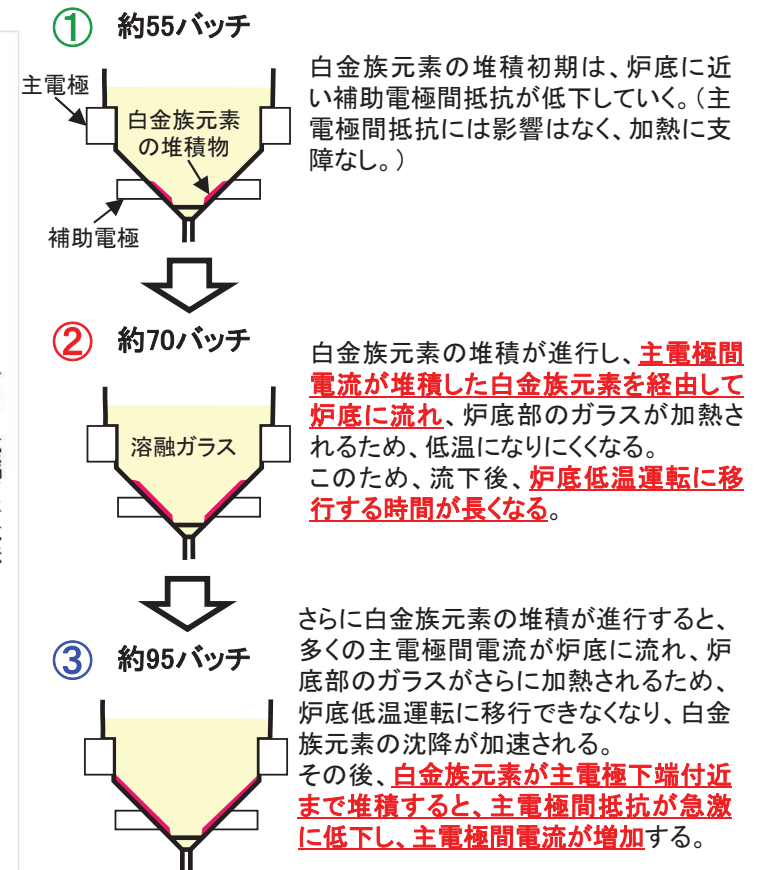 ① 約55バッチ
主電極
白金族元素
の堆積物
補助電極
白金族元素の堆積初期は、炉底に近
い補助電極間抵抗が低下していく。(主
電極間抵抗には影響はなく、加熱に支
障なし。)
② 約70バッチ
溶融ガラス
白金族元素の堆積が進行し、主電極間
電流が堆積した白金族元素を経由して
炉底に流れ、炉底部のガラスが加熱さ
れるため、低温になりにくくなる。
このため、流下後、炉底低温運転に移
行する時間が長くなる。
③ 約95バッチ
さらに白金族元素の堆積が進行すると、
多くの主電極間電流が炉底に流れ、炉
底部のガラスがさらに加熱されるため、
炉底低温運転に移行できなくなり、白金
族元素の沈降が加速される。
その後、白金族元素が主電極下端付近
まで堆積すると、主電極間抵抗が急激
に低下し、主電極間電流が増加する。